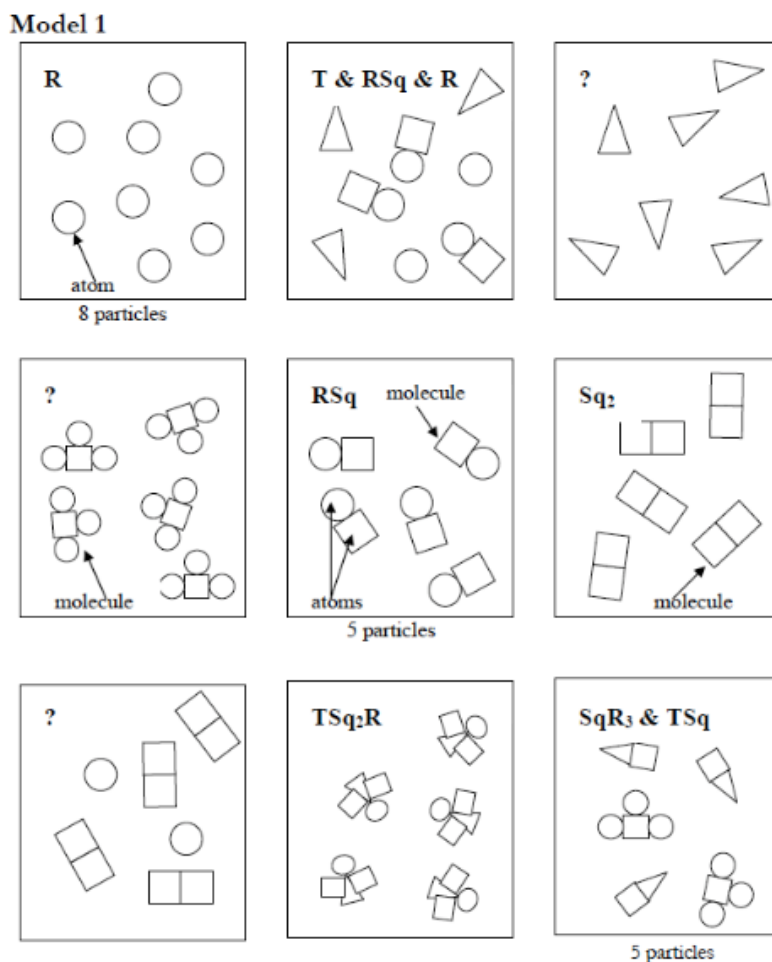 Model 1
R
T & RSq & R
?
atom
8 particles
?
RSq
molecule
Sq₂
molecule
atoms
molecule
5 particles
?
TSq₂R
SqR₃ & TSq
5 particles